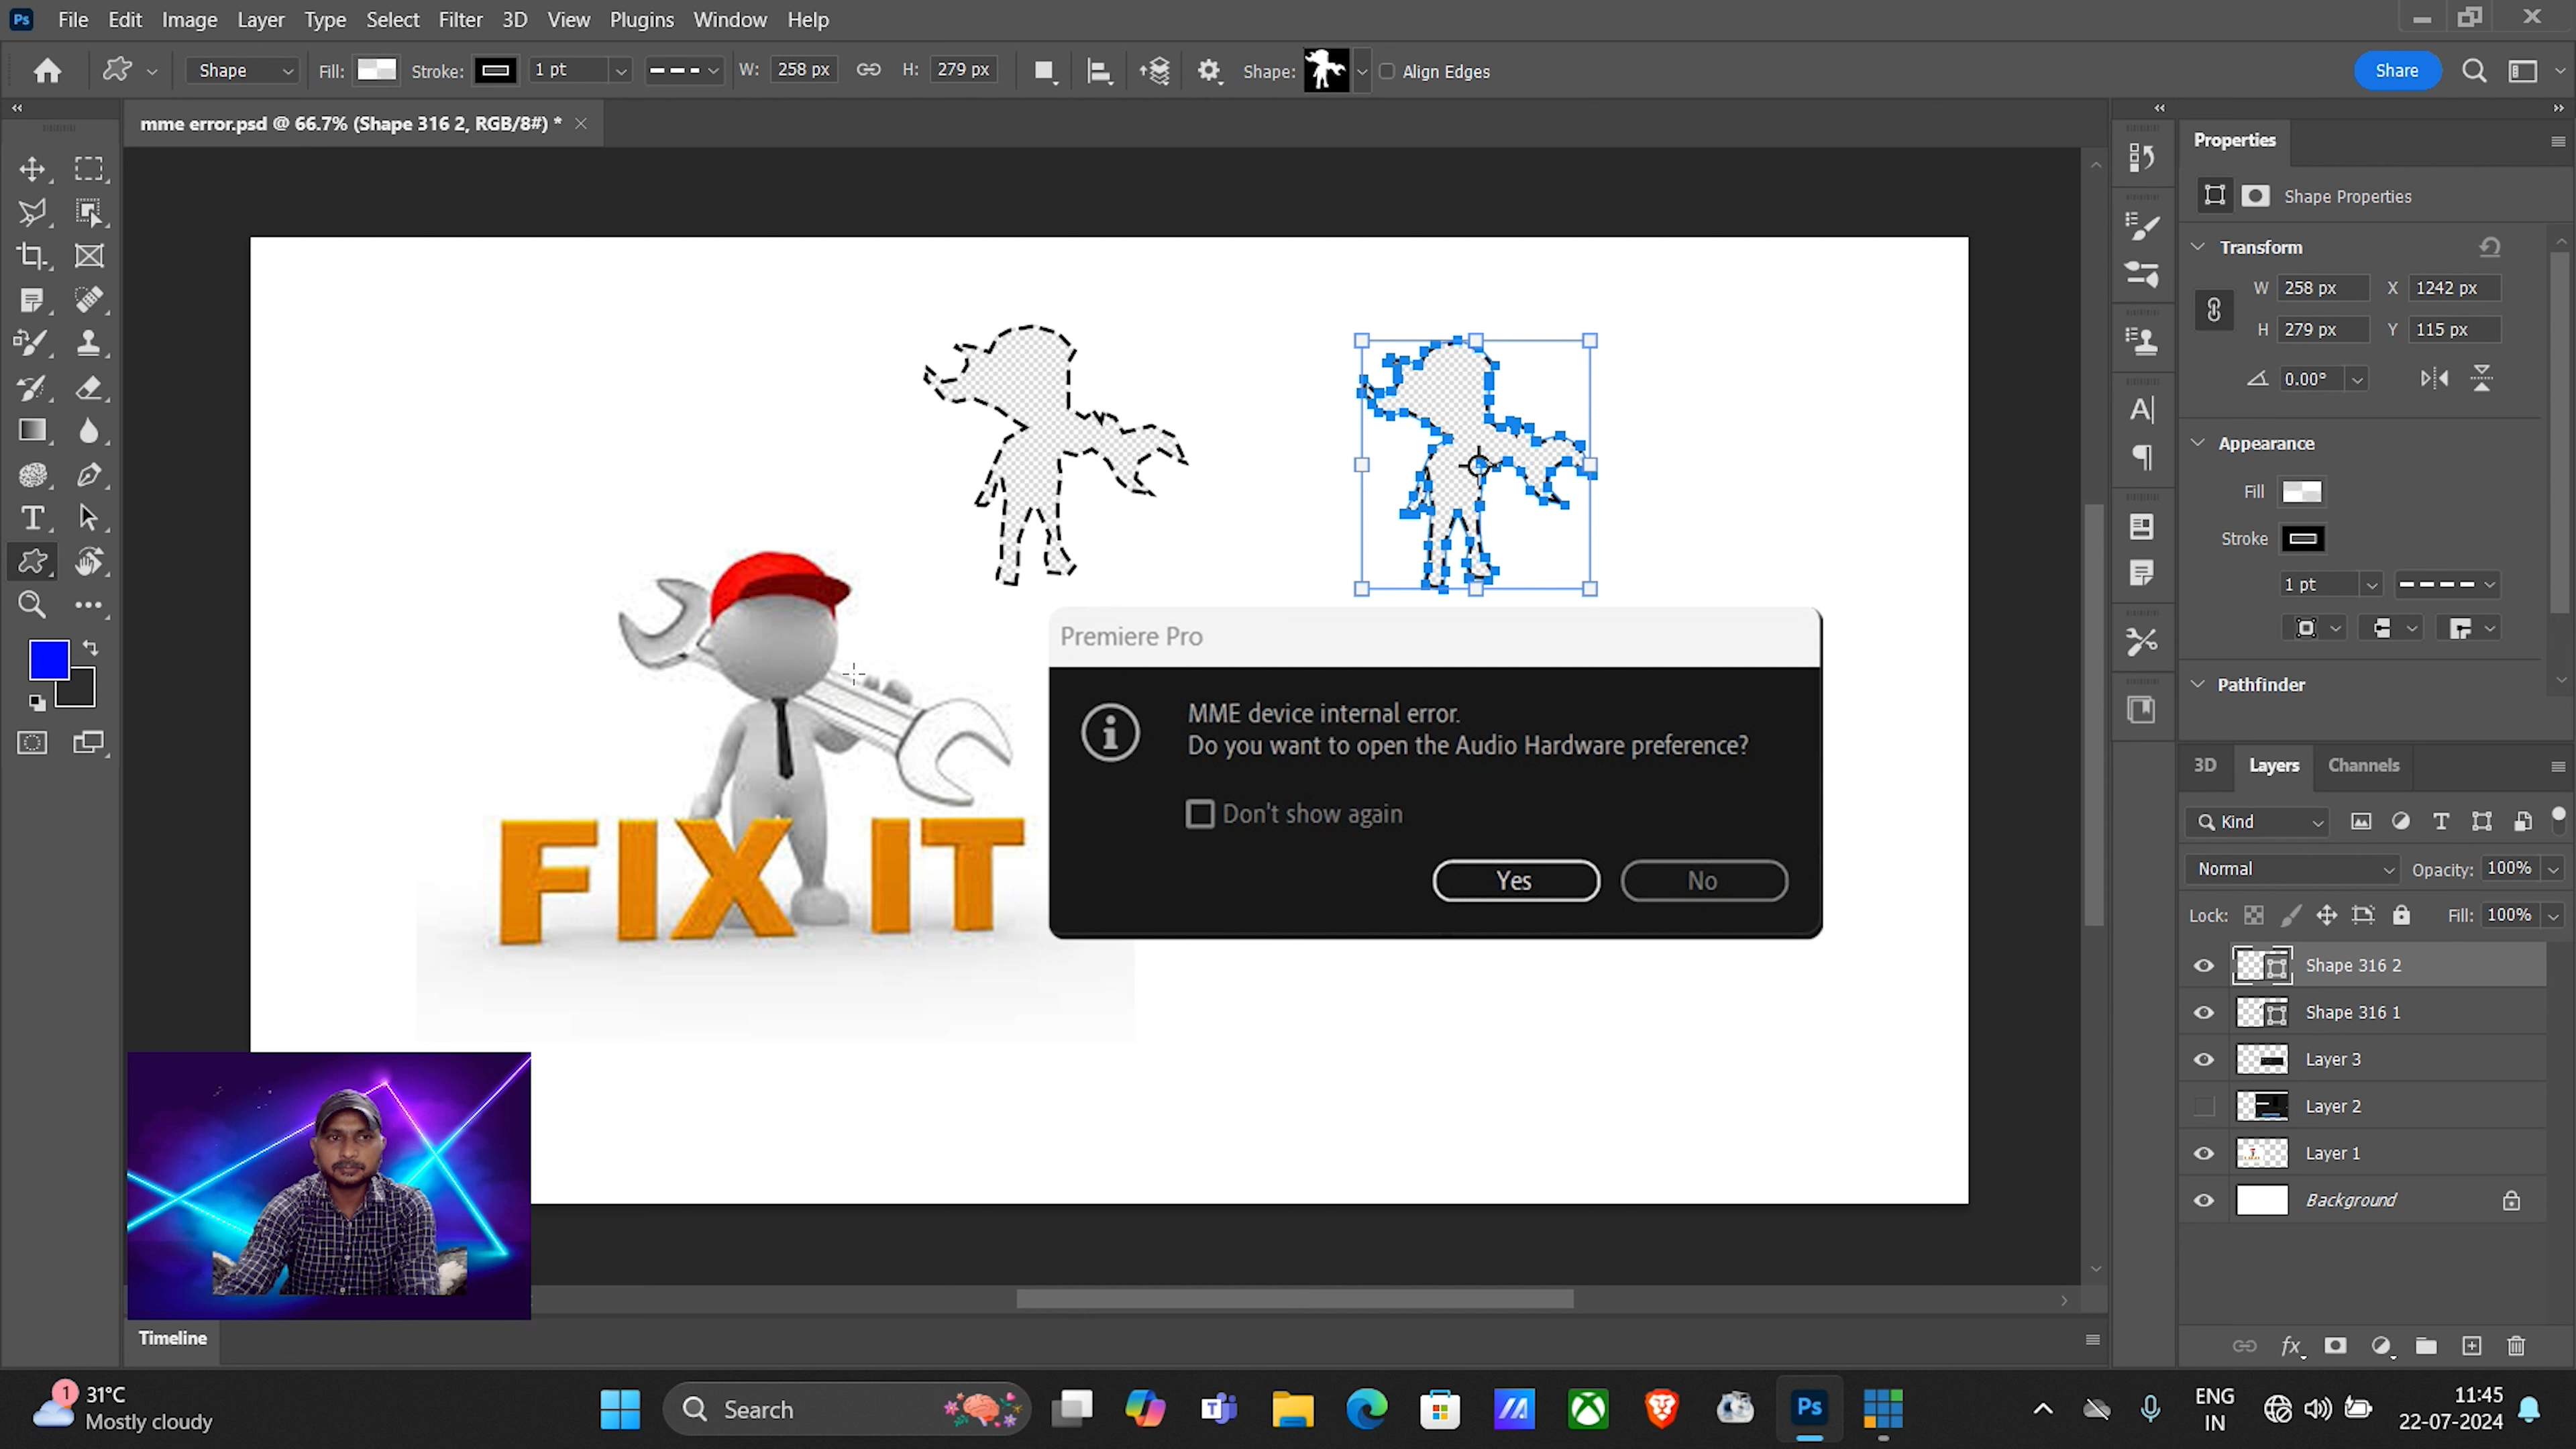 Ps File Edit Image Layer Type Select Filter 3D View Plugins Window Help
Shape Fill: Stroke: 1 pt W: 258 px H: 279 px Shape: Align Edges Share
mme error.psd @ 66.7% (Shape 316 2, RGB/8#) *
Properties
Shape Properties
Transform
W 258 px X 1242 px
H 279 px Y 115 px
0.00°
Appearance
Fill
Stroke
1 pt
Pathfinder
Premiere Pro
MME device internal error.
Do you want to open the Audio Hardware preference?
Don't show again
Yes No
FIX IT
3D Layers Channels
Kind
Normal Opacity: 100%
Lock: Fill: 100%
Shape 316 2
Shape 316 1
Layer 3
Layer 2
Layer 1
Background
Timeline
1 31°C
Mostly cloudy
Search
Ps
ENG
IN
11:45
22-07-2024